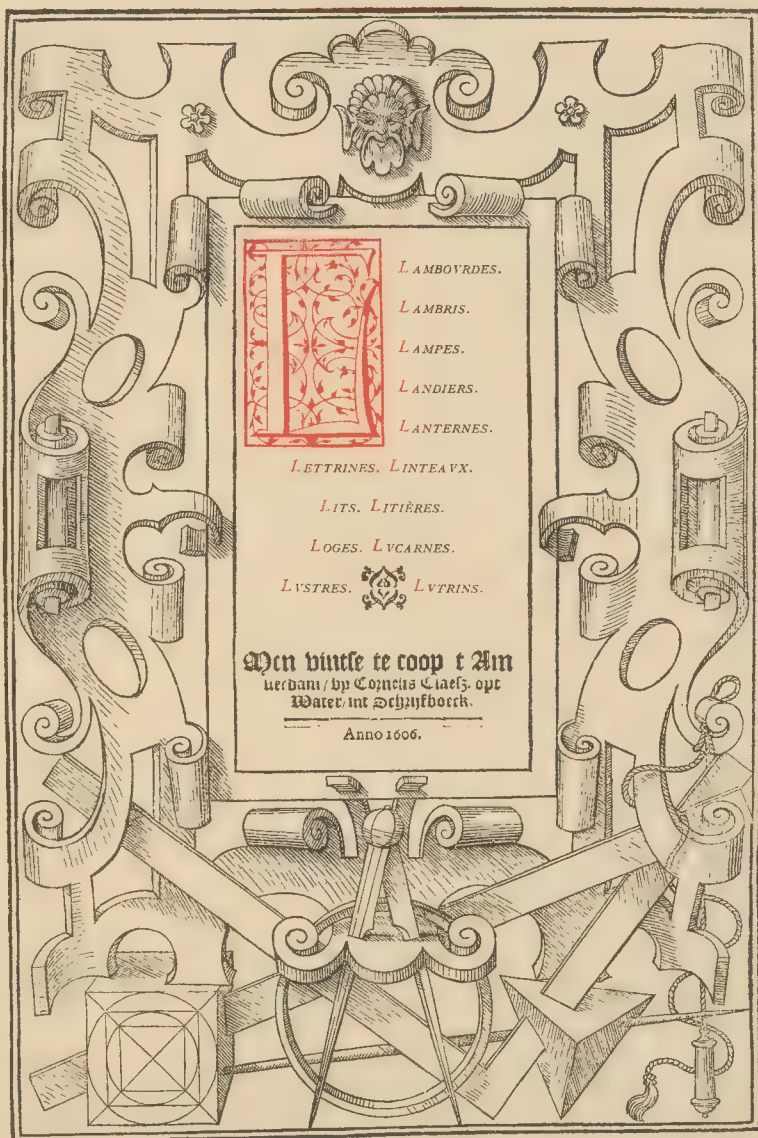 L
LAMBOVRDES.
LAMBRIS.
LAMPES.
LANDIERS.
LANTERNES.
LETTRINES. LINTEAVX.
LITS. LITIÈRES.
LOGES. LVCARNES.
LVSTRES. LVTRINS.
Men vintse te coop t Am
by Cornelis Claesz. opt
Water/int Schrijfboeck.
Anno 1606.